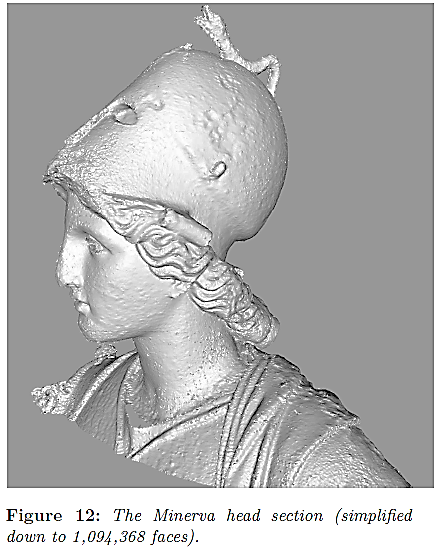 Figure 12: The Minerva head section (simplified
down to 1,094,368 faces).